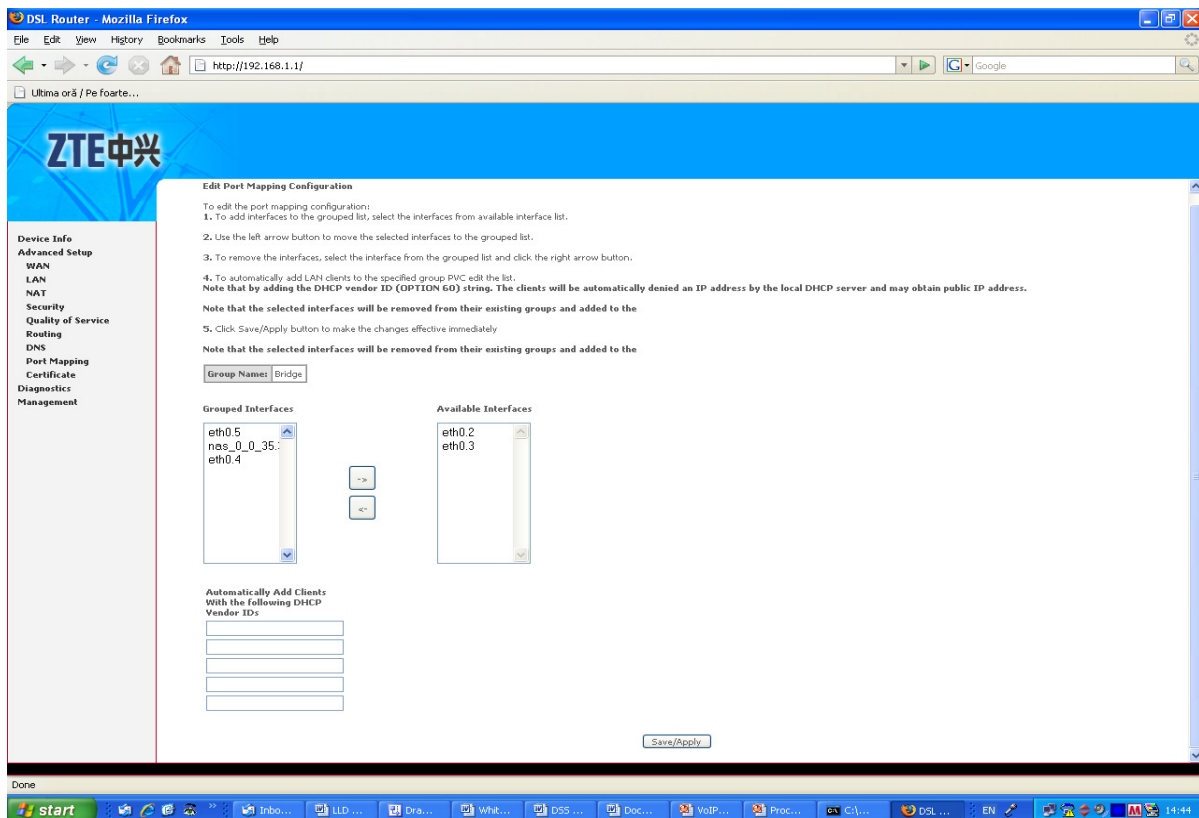 DSL Router - Mozilla Firefox
File Edit View History Bookmarks Tools Help
http://192.168.1.1/
Google
Ultima oră / Pe foarte...
ZTE中兴
Device Info
Advanced Setup
WAN
LAN
NAT
Security
Quality of Service
Routing
DNS
Port Mapping
Certificate
Diagnostics
Management
Edit Port Mapping Configuration
To edit the port mapping configuration:
1. To add interfaces to the grouped list, select the interfaces from available interface list.
2. Use the left arrow button to move the selected interfaces to the grouped list.
3. To remove the interfaces, select the interface from the grouped list and click the right arrow button.
4. To automatically add LAN clients to the specified group PVC edit the list.
Note that by adding the DHCP vendor ID (OPTION 60) string. The clients will be automatically denied an IP address by the local DHCP server and may obtain public IP address.
Note that the selected interfaces will be removed from their existing groups and added to the
5. Click Save/Apply button to make the changes effective immediately
Note that the selected interfaces will be removed from their existing groups and added to the
Group Name: Bridge
Grouped Interfaces
eth0.5
nas_0_0_35.
eth0.4
->
<-
Available Interfaces
eth0.2
eth0.3
Automatically Add Clients
With the following DHCP
Vendor IDs
Save/Apply
Done
start
Inbo...
LLD ...
Dra...
Whit...
DSS ...
Doc...
VoIP...
Proc...
C:\...
DSL ...
EN
14:44